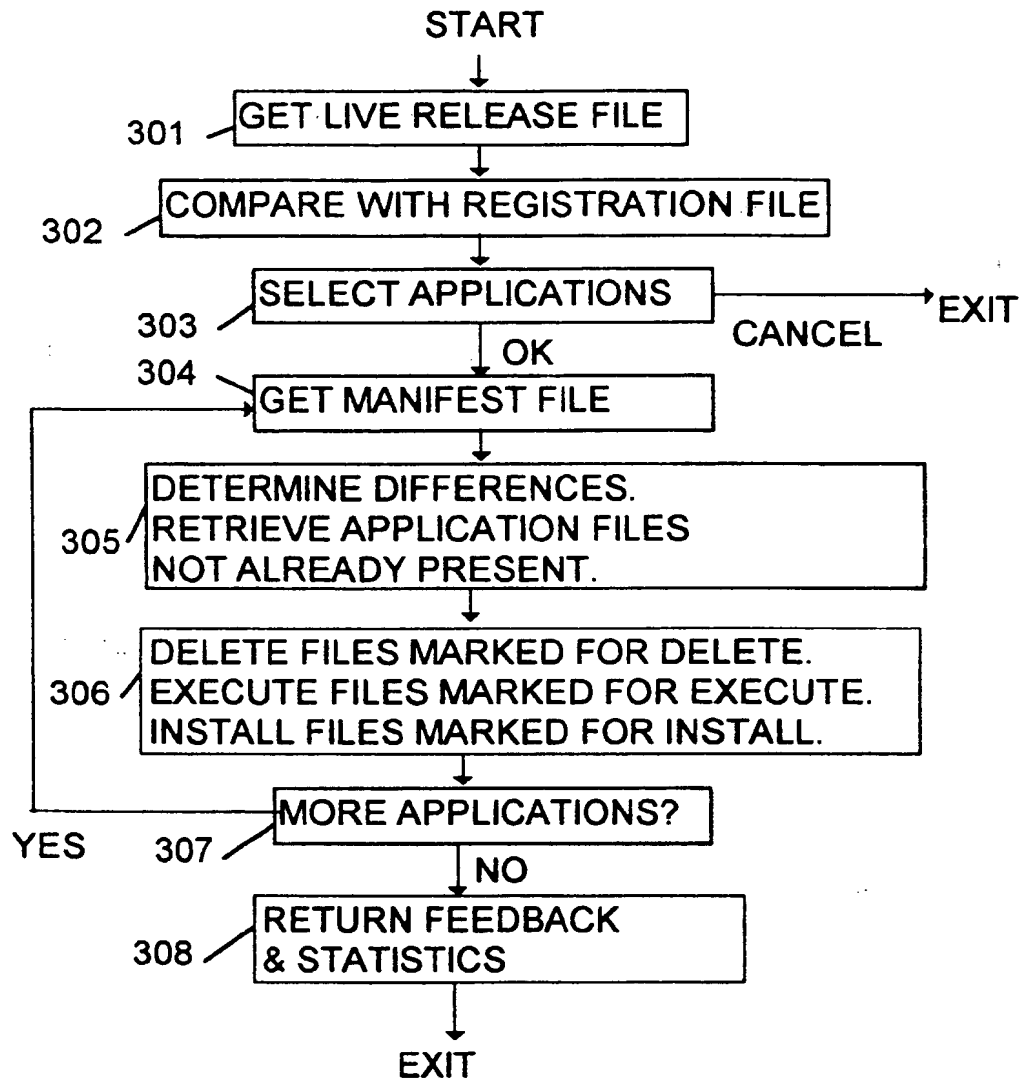 START
301
GET LIVE RELEASE FILE
302
COMPARE WITH REGISTRATION FILE
303
SELECT APPLICATIONS
CANCEL
EXIT
OK
304
GET MANIFEST FILE
305
DETERMINE DIFFERENCES.
RETRIEVE APPLICATION FILES
NOT ALREADY PRESENT.
306
DELETE FILES MARKED FOR DELETE.
EXECUTE FILES MARKED FOR EXECUTE.
INSTALL FILES MARKED FOR INSTALL.
307
MORE APPLICATIONS?
YES
NO
308
RETURN FEEDBACK
& STATISTICS
EXIT